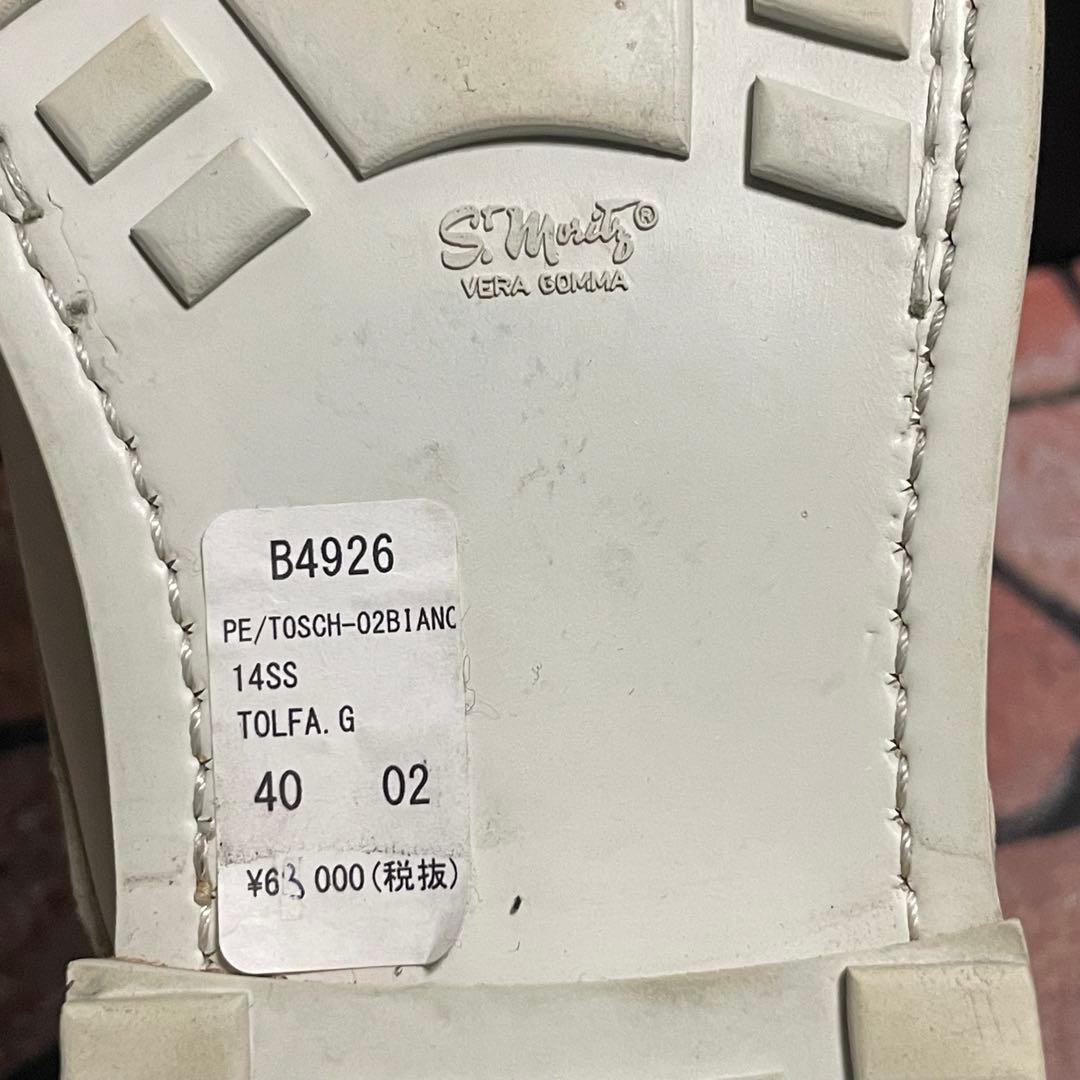 St. Moritz®
VERA GOMMA
B4926
PE/TOSCH-02BIANC
14SS
TOLFA.G
40 02
¥63 000(税抜)